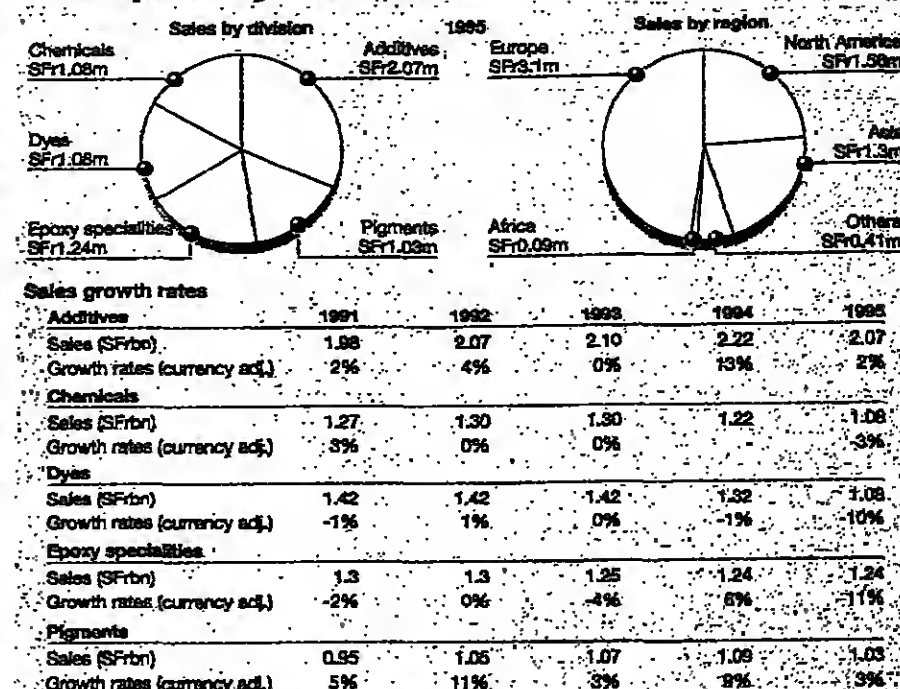 Sales by division 1995 Sales by region
Chemicals
SFr1.08m
Additives
SFr2.07m
Europe
SFr3.1m
North America
SFr1.56m
Dyes
SFr1.08m
Asia
SFr1.3m
Epoxy specialities
SFr1.24m
Pigments
SFr1.03m
Africa
SFr0.09m
Others
SFr0.41m
Sales growth rates
Additives 1991 1992 1993 1994 1995
Sales (SFrbn) 1.98 2.07 2.10 2.22 2.07
Growth rates (currency adj.) 2% 4% 0% 13% 2%
Chemicals
Sales (SFrbn) 1.27 1.30 1.30 1.22 1.08
Growth rates (currency adj.) 3% 0% 0% - -3%
Dyes
Sales (SFrbn) 1.42 1.42 1.42 1.32 1.08
Growth rates (currency adj.) -1% 1% 0% -1% -10%
Epoxy specialities
Sales (SFrbn) 1.3 1.3 1.25 1.24 1.24
Growth rates (currency adj.) -2% 0% -4% 6% 11%
Pigments
Sales (SFrbn) 0.95 1.05 1.07 1.09 1.03
Growth rates (currency adj.) 5% 11% 3% 9% 3%